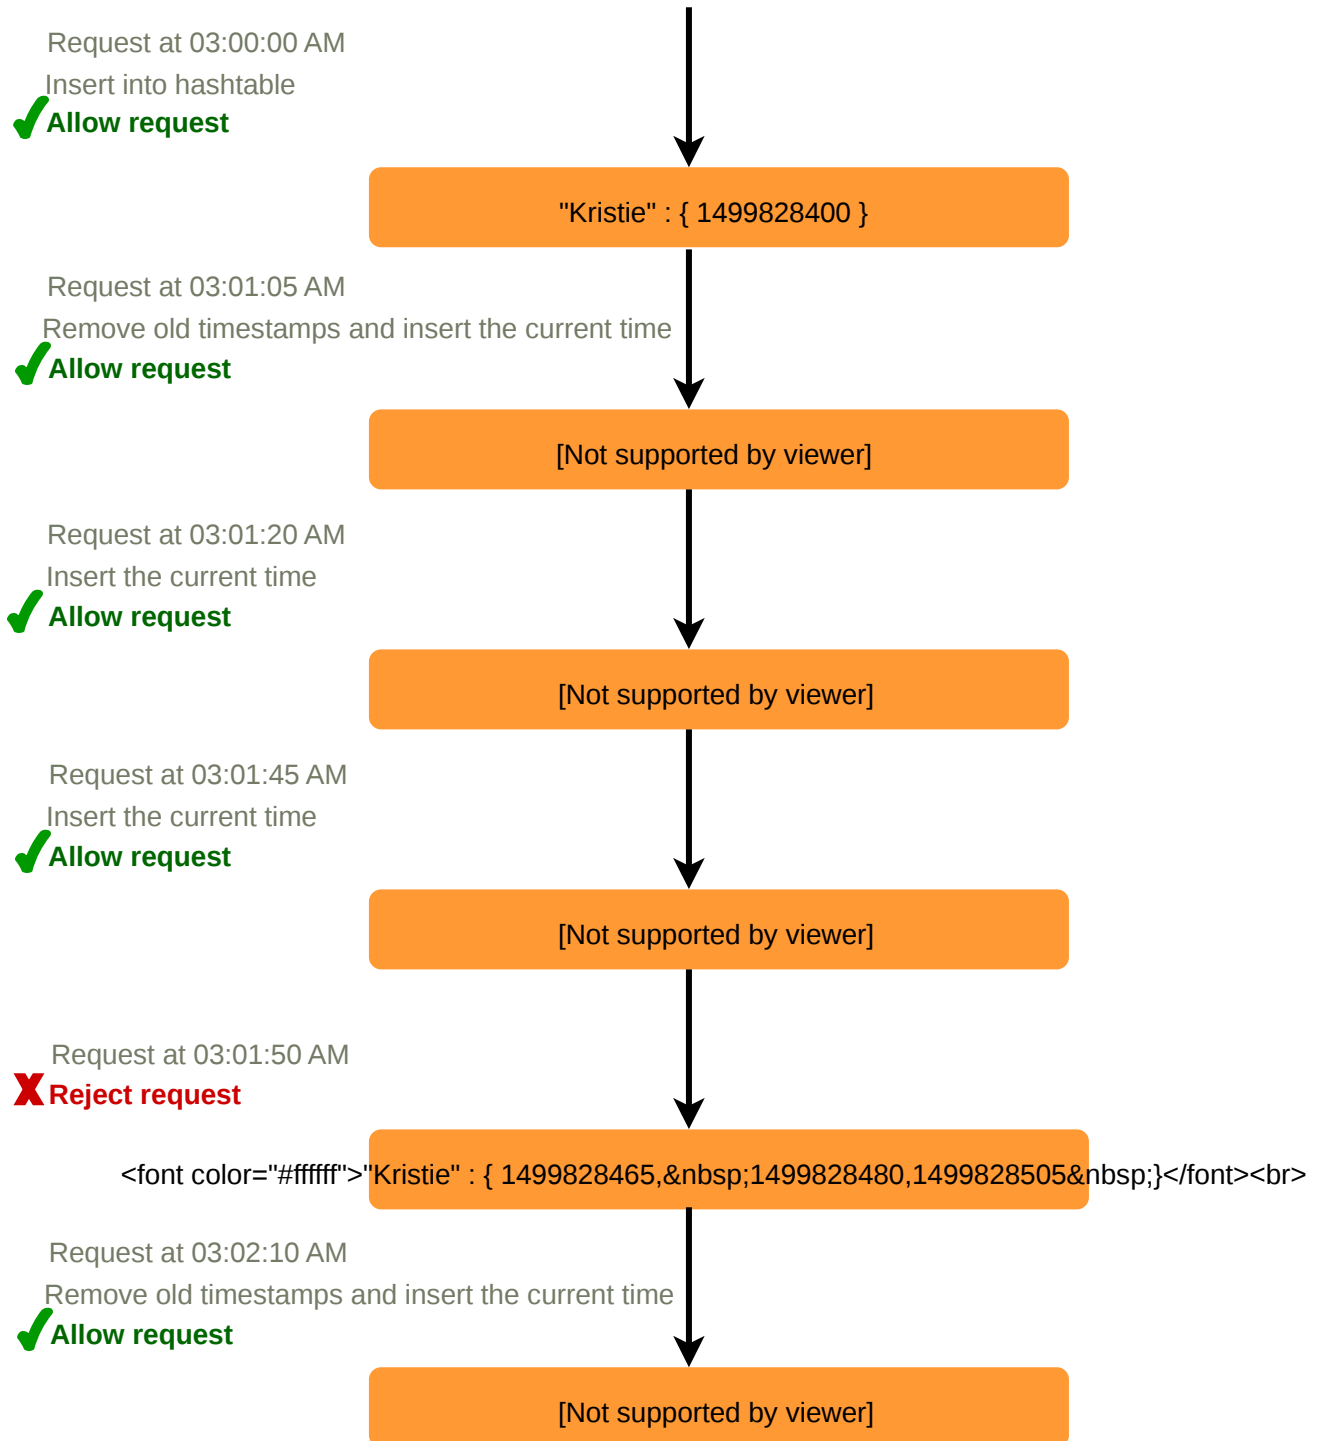 Request at 03:00:00 AM
Insert into hashtable
Allow request
"Kristie" : { 1499828400 }
Request at 03:01:05 AM
Remove old timestamps and insert the current time
Allow request
[Not supported by viewer]
Request at 03:01:20 AM
Insert the current time
Allow request
[Not supported by viewer]
Request at 03:01:45 AM
Insert the current time
Allow request
[Not supported by viewer]
Request at 03:01:50 AM
Reject request
<font color="#ffffff">"Kristie" : { 1499828465,&nbsp;1499828480,1499828505&nbsp;}</font><br>
Request at 03:02:10 AM
Remove old timestamps and insert the current time
Allow request
[Not supported by viewer]